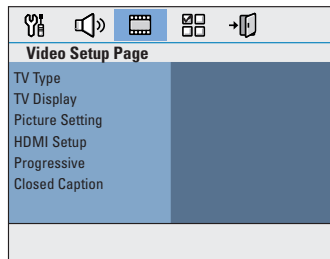 Video Setup Page
TV Type
TV Display
Picture Setting
HDMI Setup
Progressive
Closed Caption